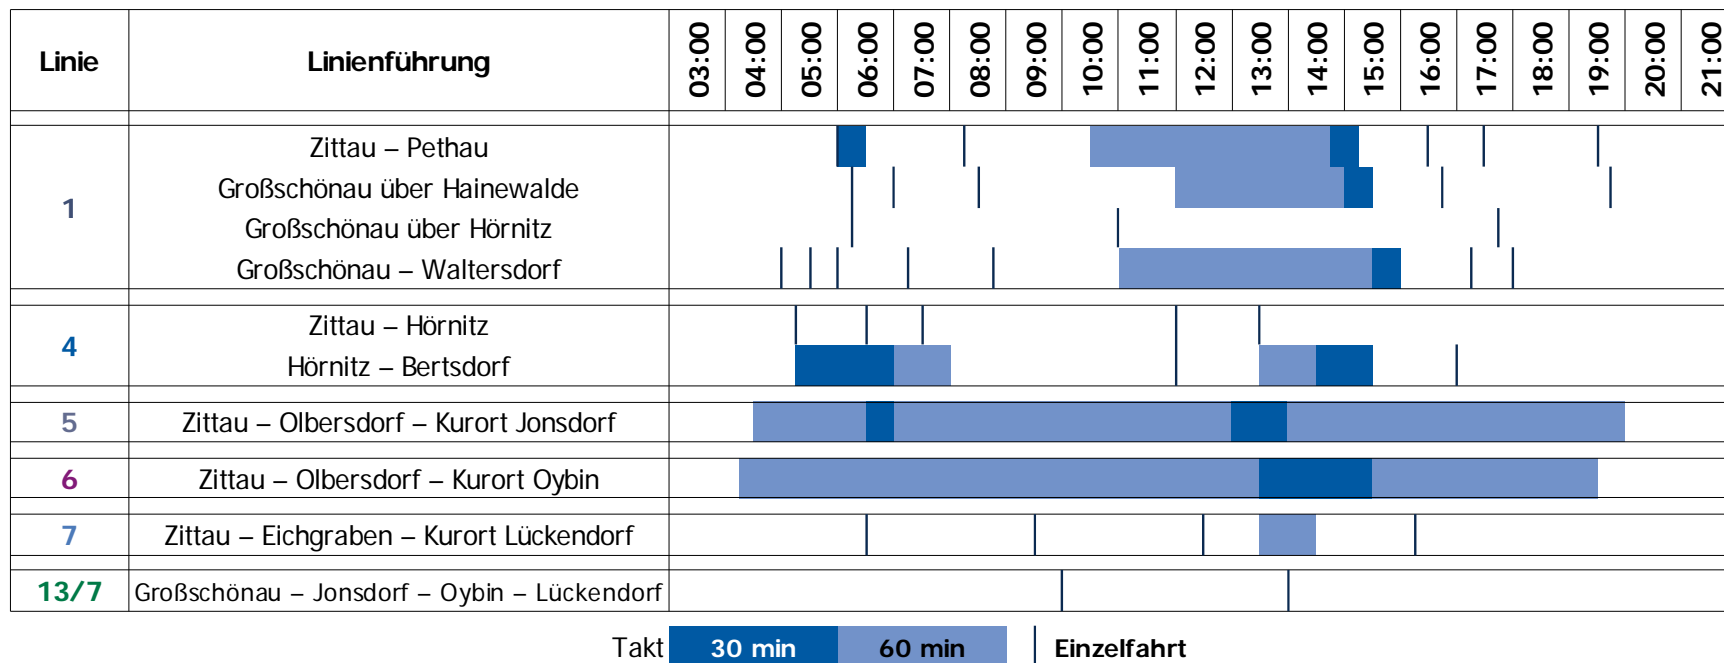 Linie Linienführung 03:00 04:00 05:00 06:00 07:00 08:00 09:00 10:00 11:00 12:00 13:00 14:00 15:00 16:00 17:00 18:00 19:00 20:00 21:00
1
Zittau – Pethau
Großschönau über Hainewalde
Großschönau über Hörnitz
Großschönau – Waltersdorf
4
Zittau – Hörnitz
Hörnitz – Bertsdorf
5 Zittau – Olbersdorf – Kurort Jonsdorf
6 Zittau – Olbersdorf – Kurort Oybin
7 Zittau – Eichgraben – Kurort Lückendorf
13/7 Großschönau – Jonsdorf – Oybin – Lückendorf
Takt 30 min 60 min Einzelfahrt